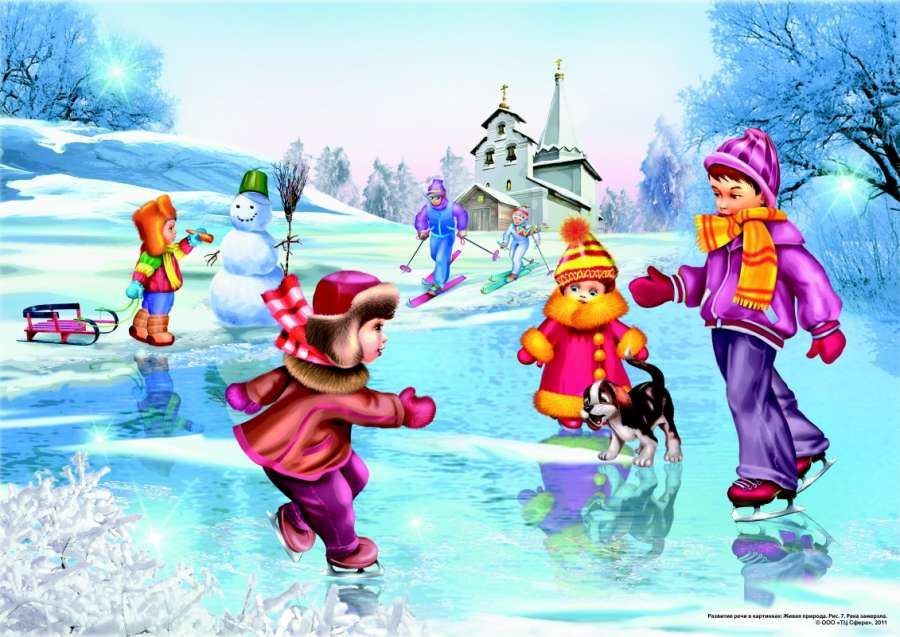 Развитие речи в картинках: Живая природа. Рис. 7. Река замерзла.
© ООО «ТЦ Сфера», 2011